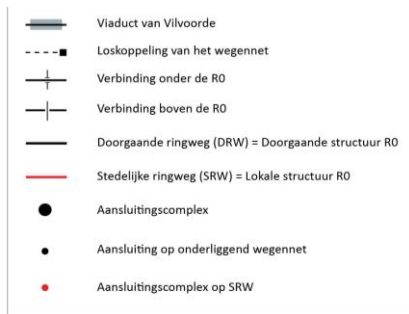 Viaduct van Vilvoorde
Loskoppeling van het wegennet
Verbinding onder de R0
Verbinding boven de R0
Doorgaande ringweg (DRW) = Doorgaande structuur R0
Stedelijke ringweg (SRW) = Lokale structuur R0
Aansluitingscomplex
Aansluiting op onderliggend wegennet
Aansluitingscomplex op SRW